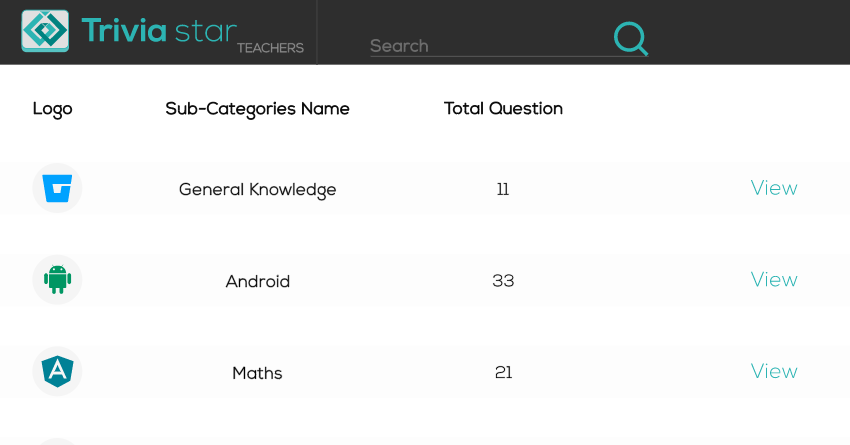 Trivia star
TEACHERS
Search
Logo Sub-Categories Name Total Question
General Knowledge 11 View
Android 33 View
A Maths 21 View